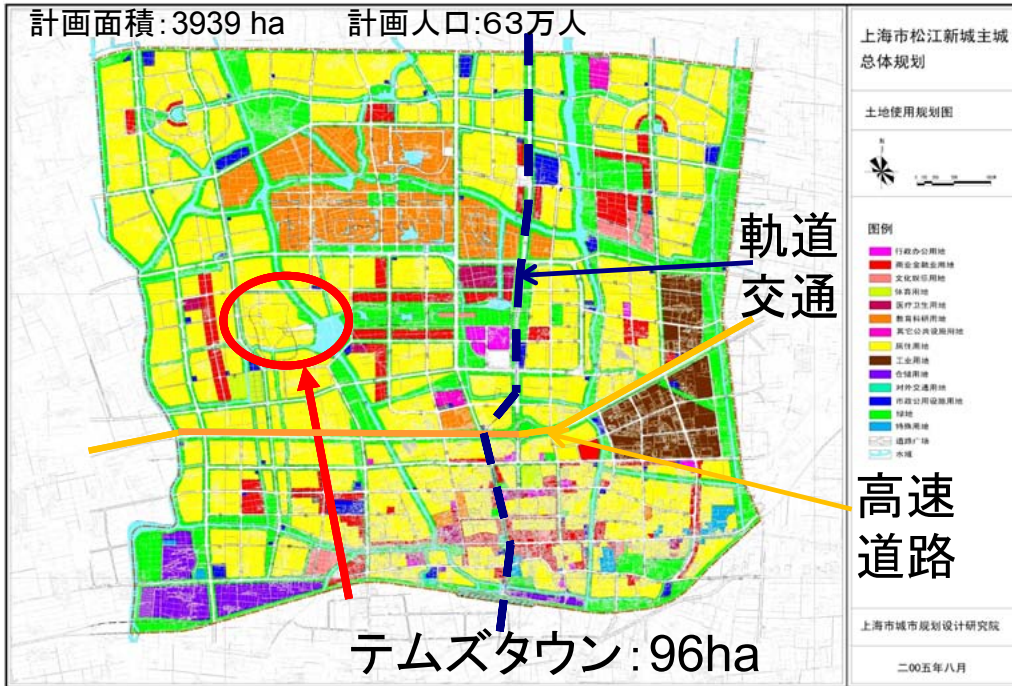 計画面積：3939 ha
計画人口:６３万人
上海市松江新城主城
总体规划
土地使用规划图
图例
行政办公用地
商业金融业用地
文化娱乐用地
体育用地
医疗卫生用地
教育科研用地
其它公共设施用地
居住用地
工业用地
仓储用地
对外交通用地
市政公用设施用地
绿地
特殊用地
道路广场
水域
軌道
交通
高速
道路
テムズタウン：96ha
上海市城市规划设计研究院
二00五年八月